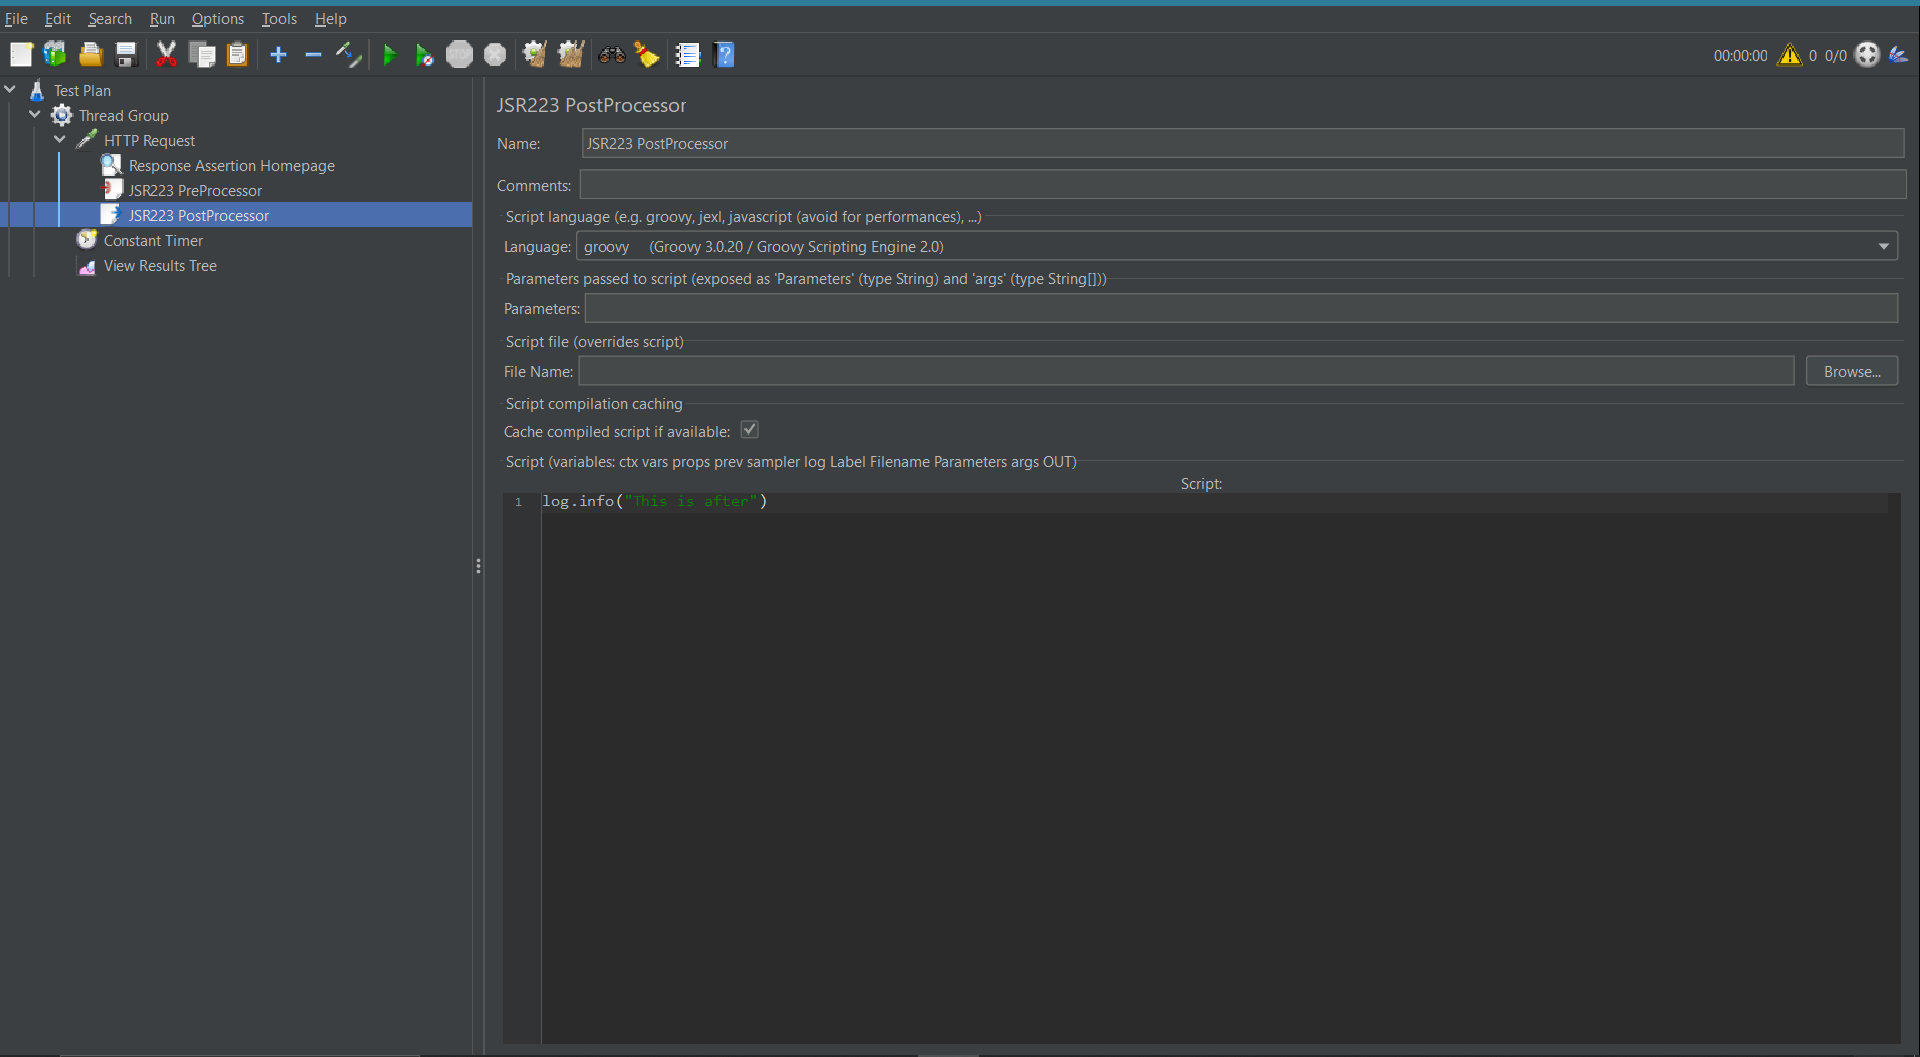 File Edit Search Run Options Tools Help
00:00:00 0 0/0
Test Plan
Thread Group
HTTP Request
Response Assertion Homepage
JSR223 PreProcessor
JSR223 PostProcessor
Constant Timer
View Results Tree
JSR223 PostProcessor
Name: JSR223 PostProcessor
Comments:
Script language (e.g. groovy, jexl, javascript (avoid for performances), ...)
Language: groovy (Groovy 3.0.20 / Groovy Scripting Engine 2.0)
Parameters passed to script (exposed as 'Parameters' (type String) and 'args' (type String[]))
Parameters:
Script file (overrides script)
File Name: Browse...
Script compilation caching
Cache compiled script if available:
Script (variables: ctx vars props prev sampler log Label Filename Parameters args OUT)
Script:
1 log.info("This is after")